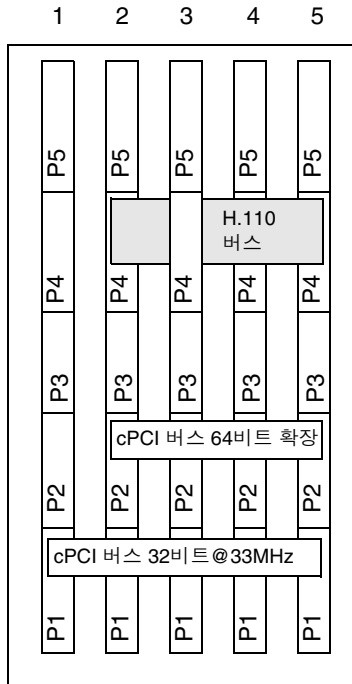 1 2 3 4 5
P5 P5 P5 P5 P5
H.110
버스
P4 P4 P4 P4 P4
P3 P3 P3 P3 P3
cPCI 버스 64비트 확장
P2 P2 P2 P2 P2
cPCI 버스 32비트@33MHz
P1 P1 P1 P1 P1